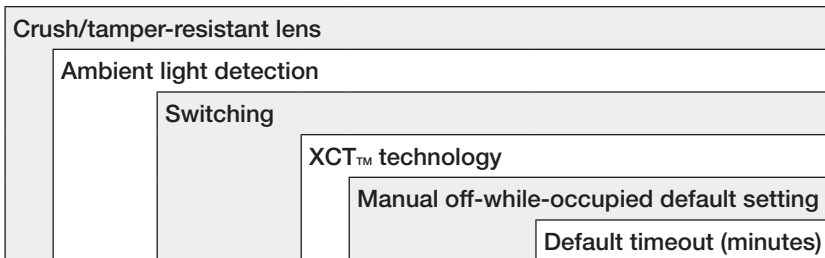 Crush/tamper-resistant lens
Ambient light detection
Switching
XCT™ technology
Manual off-while-occupied default setting
Default timeout (minutes)